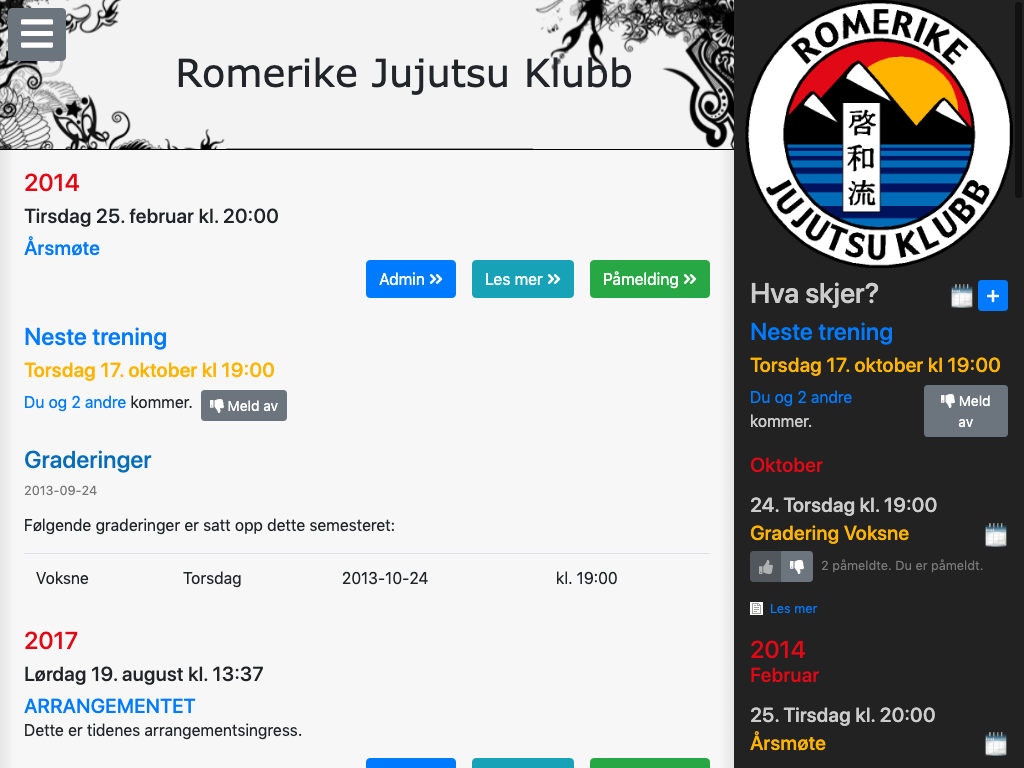 Romerike Jujutsu Klubb
2014
Tirsdag 25. februar kl. 20:00
Årsmøte
Admin »
Les mer »
Påmelding »
Neste trening
Torsdag 17. oktober kl 19:00
Du og 2 andre kommer.
Meld av
Graderinger
2013-09-24
Følgende graderinger er satt opp dette semesteret:
Voksne Torsdag 2013-10-24 kl. 19:00
2017
Lørdag 19. august kl. 13:37
ARRANGEMENTET
Dette er tidenes arrangementsingress.
ROMERIKE
啓和流
JUJUTSU KLUBB
Hva skjer?
+
Neste trening
Torsdag 17. oktober kl 19:00
Du og 2 andre
kommer.
Meld
av
Oktober
24. Torsdag kl. 19:00
Gradering Voksne
2 påmeldte. Du er påmeldt.
Les mer
2014
Februar
25. Tirsdag kl. 20:00
Årsmøte